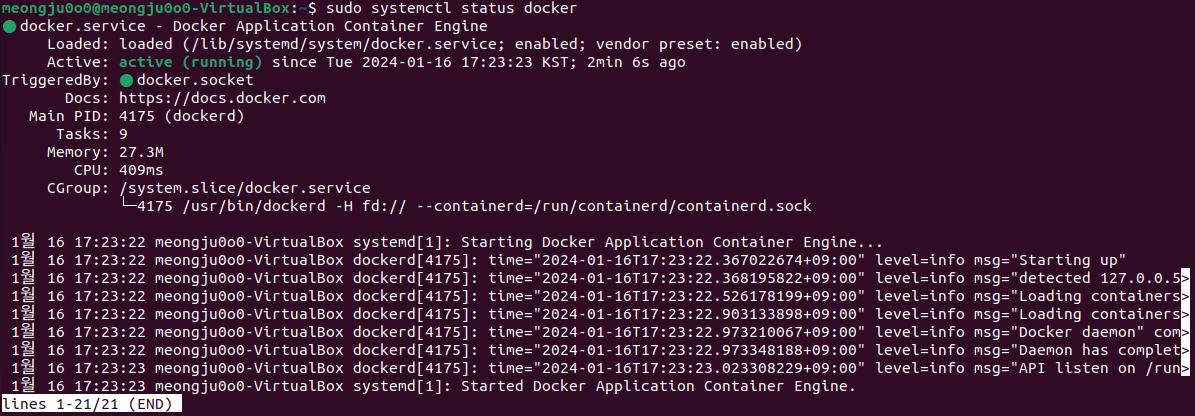 meongju0o0@meongju0o0-VirtualBox:~$ sudo systemctl status docker
● docker.service - Docker Application Container Engine
     Loaded: loaded (/lib/systemd/system/docker.service; enabled; vendor preset: enabled)
     Active: active (running) since Tue 2024-01-16 17:23:23 KST; 2min 6s ago
TriggeredBy: ● docker.socket
       Docs: https://docs.docker.com
   Main PID: 4175 (dockerd)
      Tasks: 9
     Memory: 27.3M
        CPU: 409ms
     CGroup: /system.slice/docker.service
             └─4175 /usr/bin/dockerd -H fd:// --containerd=/run/containerd/containerd.sock
 1월 16 17:23:22 meongju0o0-VirtualBox systemd[1]: Starting Docker Application Container Engine...
 1월 16 17:23:22 meongju0o0-VirtualBox dockerd[4175]: time="2024-01-16T17:23:22.367022674+09:00" level=info msg="Starting up"
 1월 16 17:23:22 meongju0o0-VirtualBox dockerd[4175]: time="2024-01-16T17:23:22.368195822+09:00" level=info msg="detected 127.0.0.5>
 1월 16 17:23:22 meongju0o0-VirtualBox dockerd[4175]: time="2024-01-16T17:23:22.526178199+09:00" level=info msg="Loading containers>
 1월 16 17:23:22 meongju0o0-VirtualBox dockerd[4175]: time="2024-01-16T17:23:22.903133898+09:00" level=info msg="Loading containers>
 1월 16 17:23:22 meongju0o0-VirtualBox dockerd[4175]: time="2024-01-16T17:23:22.973210067+09:00" level=info msg="Docker daemon" com>
 1월 16 17:23:22 meongju0o0-VirtualBox dockerd[4175]: time="2024-01-16T17:23:22.973348188+09:00" level=info msg="Daemon has complet>
 1월 16 17:23:23 meongju0o0-VirtualBox dockerd[4175]: time="2024-01-16T17:23:23.023308229+09:00" level=info msg="API listen on /run>
 1월 16 17:23:23 meongju0o0-VirtualBox systemd[1]: Started Docker Application Container Engine.
lines 1-21/21 (END)